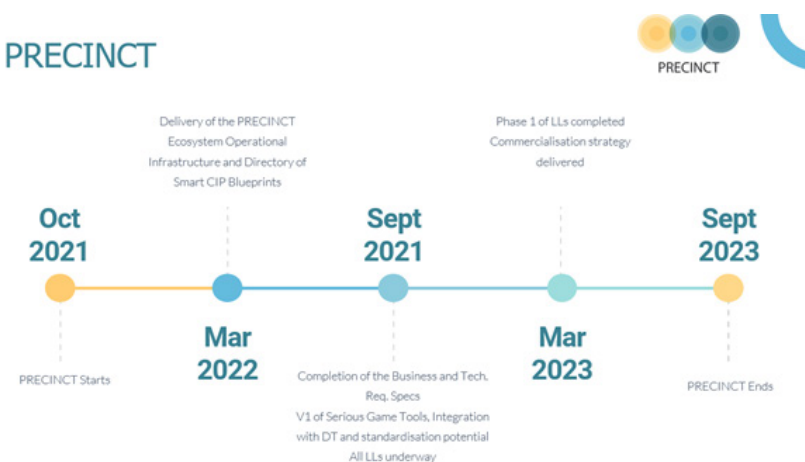 PRECINCT
PRECINCT
Delivery of the PRECINCT
Ecosystem Operational
Infrastructure and Directory of
Smart CIP Blueprints
Phase 1 of LLs completed
Commercialisation strategy
delivered
Oct
2021
Sept
2021
Sept
2023
Mar
2022
Mar
2023
PRECINCT Starts
Completion of the Business and Tech.
Req. Specs
V1 of Serious Game Tools, Integration
with DT and standardisation potential
All LLs underway
PRECINCT Ends